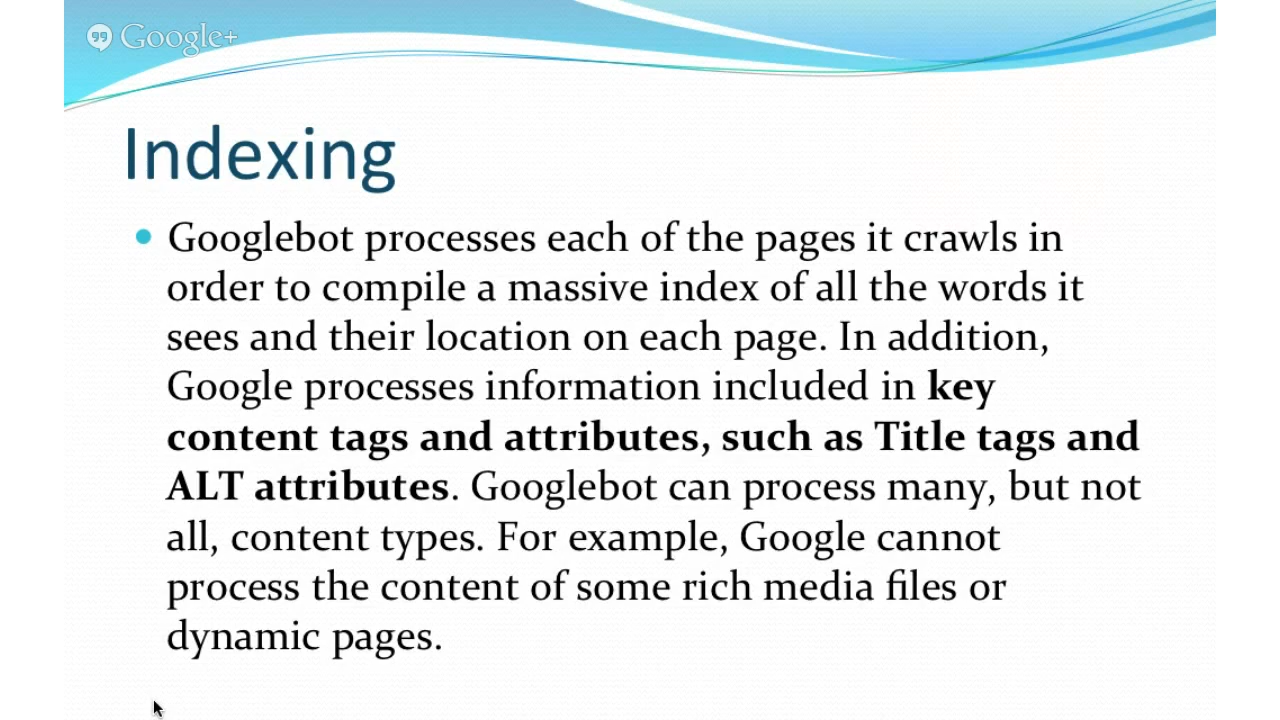 Google+
Indexing
Googlebot processes each of the pages it crawls in
order to compile a massive index of all the words it
sees and their location on each page. In addition,
Google processes information included in key
content tags and attributes, such as Title tags and
ALT attributes. Googlebot can process many, but not
all, content types. For example, Google cannot
process the content of some rich media files or
dynamic pages.